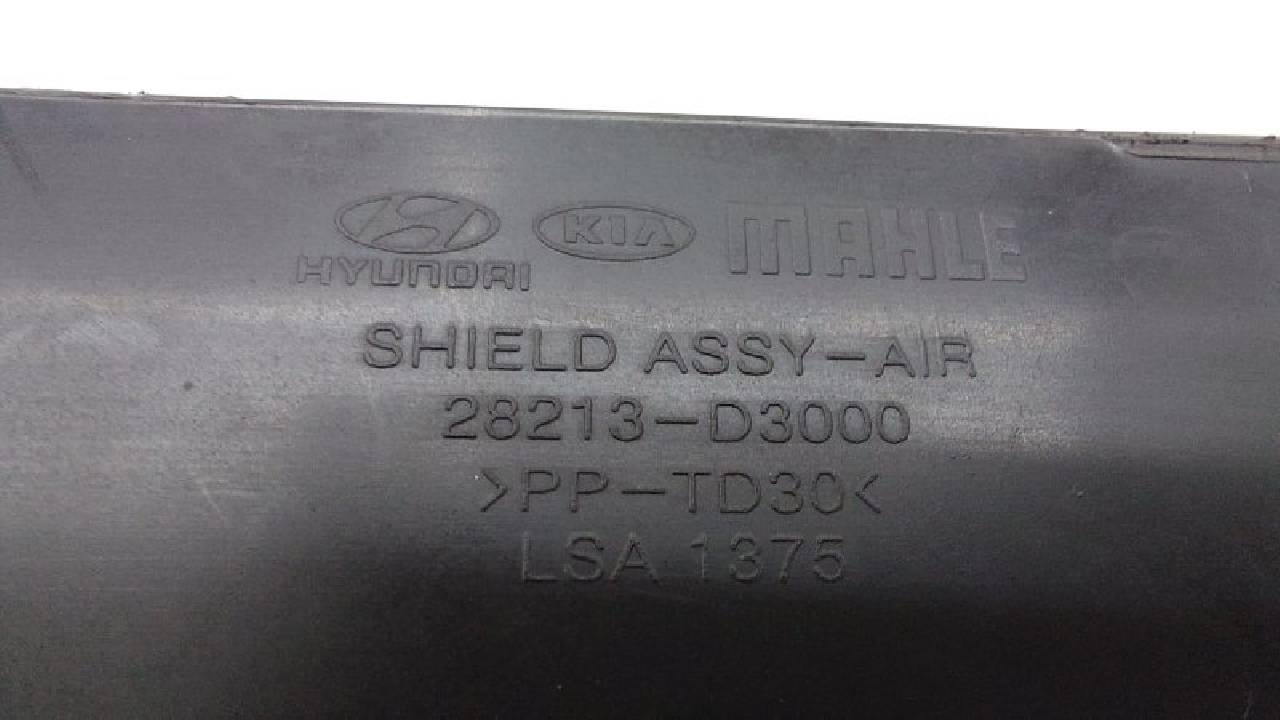 HYUNDAI KIA MAHLE
SHIELD ASSY-AIR
28213-D3000
>PP-TD30<
LSA 1375